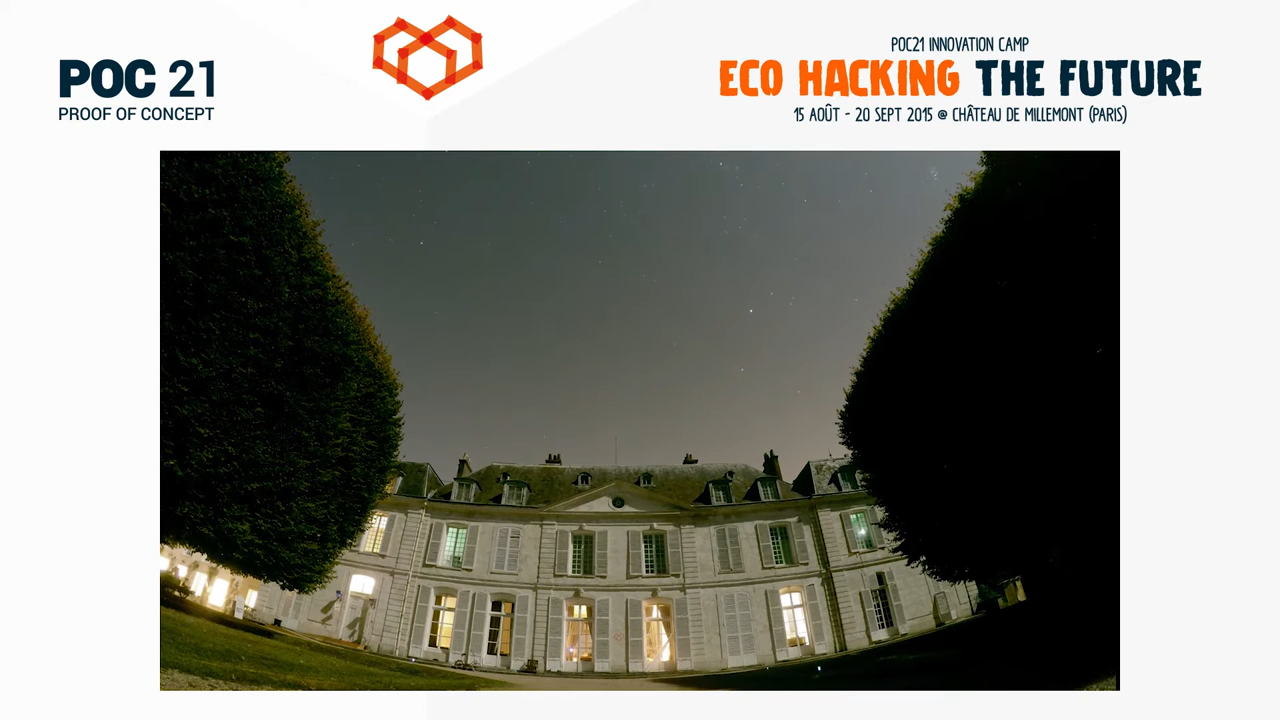 POC 21
PROOF OF CONCEPT
POC21 INNOVATION CAMP
ECO HACKING THE FUTURE
15 AOÛT - 20 SEPT 2015 @ CHÂTEAU DE MILLEMONT (PARIS)